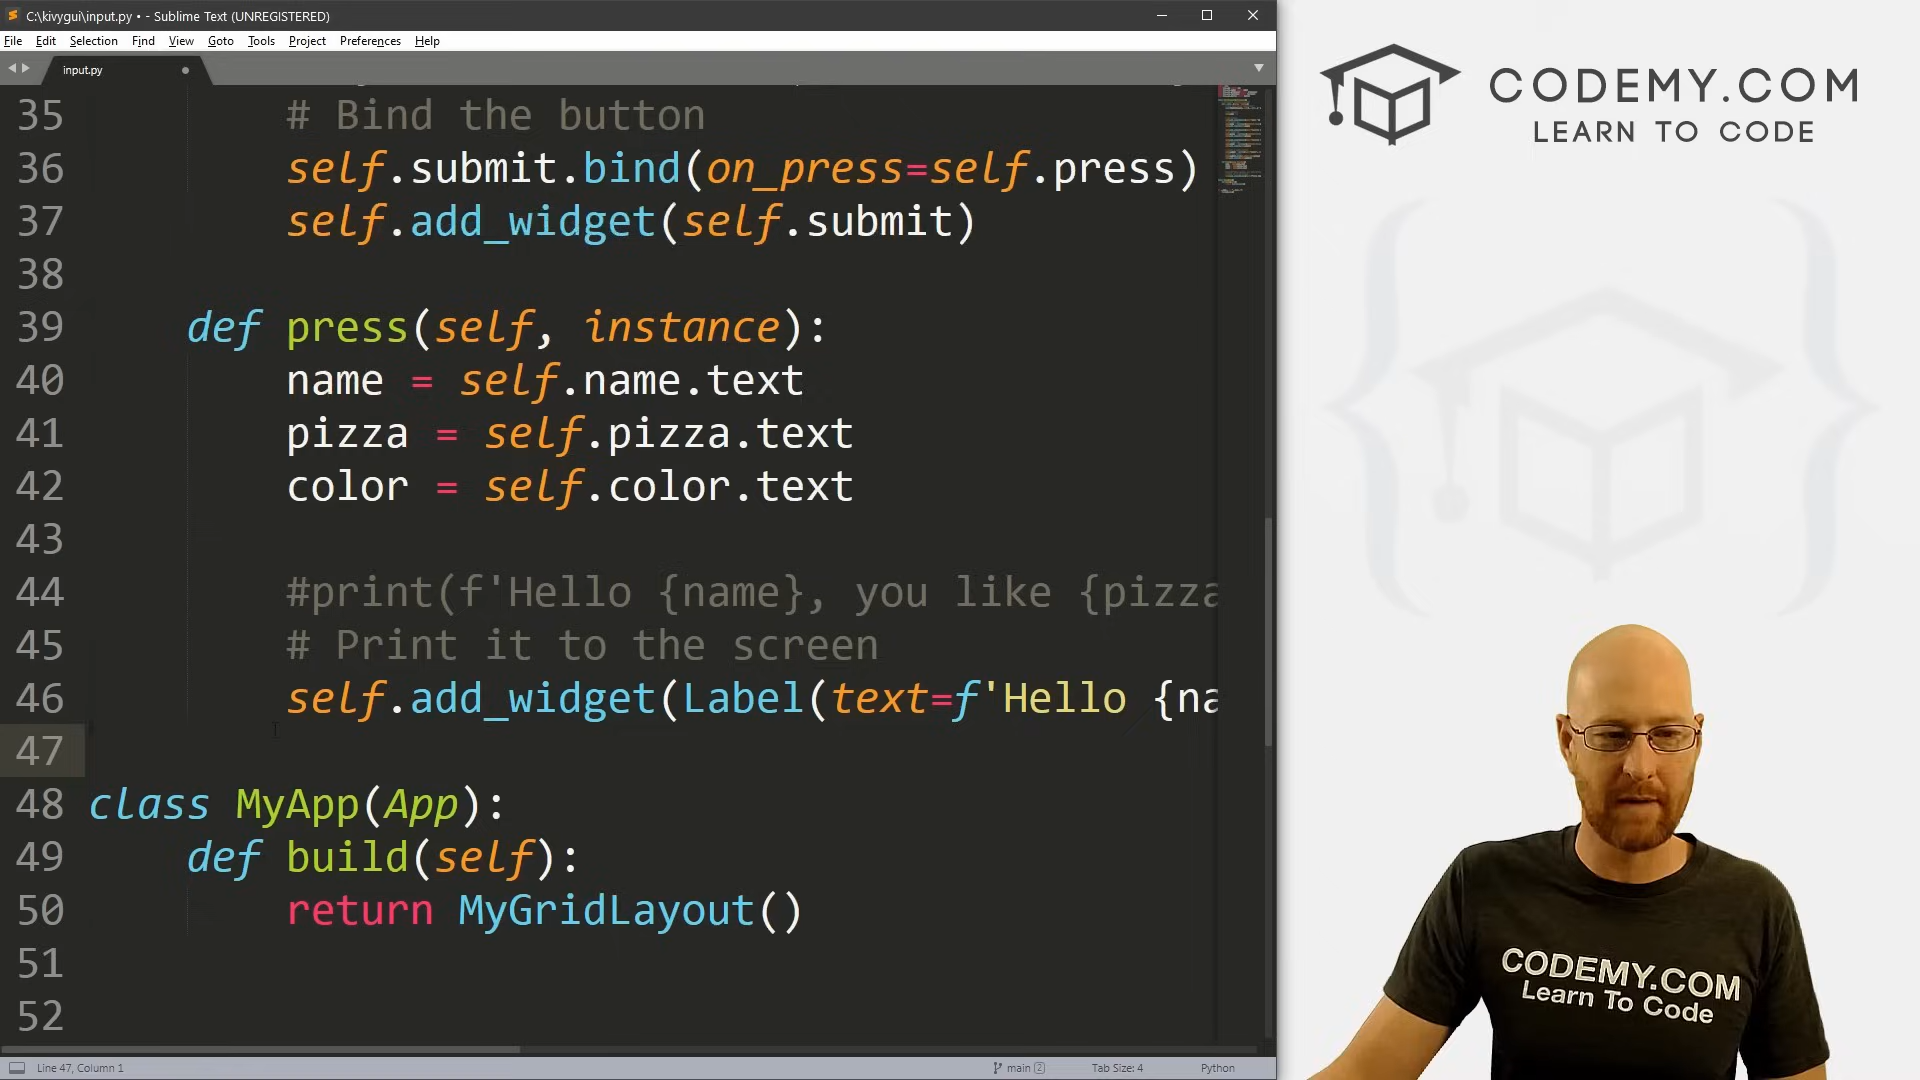 C:\kivygui\input.py • - Sublime Text (UNREGISTERED)
File Edit Selection Find View Goto Tools Project Preferences Help
input.py
35 # Bind the button
36 self.submit.bind(on_press=self.press)
37 self.add_widget(self.submit)
38
39 def press(self, instance):
40 name = self.name.text
41 pizza = self.pizza.text
42 color = self.color.text
43
44 #print(f'Hello {name}, you like {pizza
45 # Print it to the screen
46 self.add_widget(Label(text=f'Hello {na
47
48 class MyApp(App):
49 def build(self):
50 return MyGridLayout()
51
52
Line 47, Column 1 main 2 Tab Size: 4 Python
CODEMY.COM
LEARN TO CODE
CODEMY.COM
Learn To Code